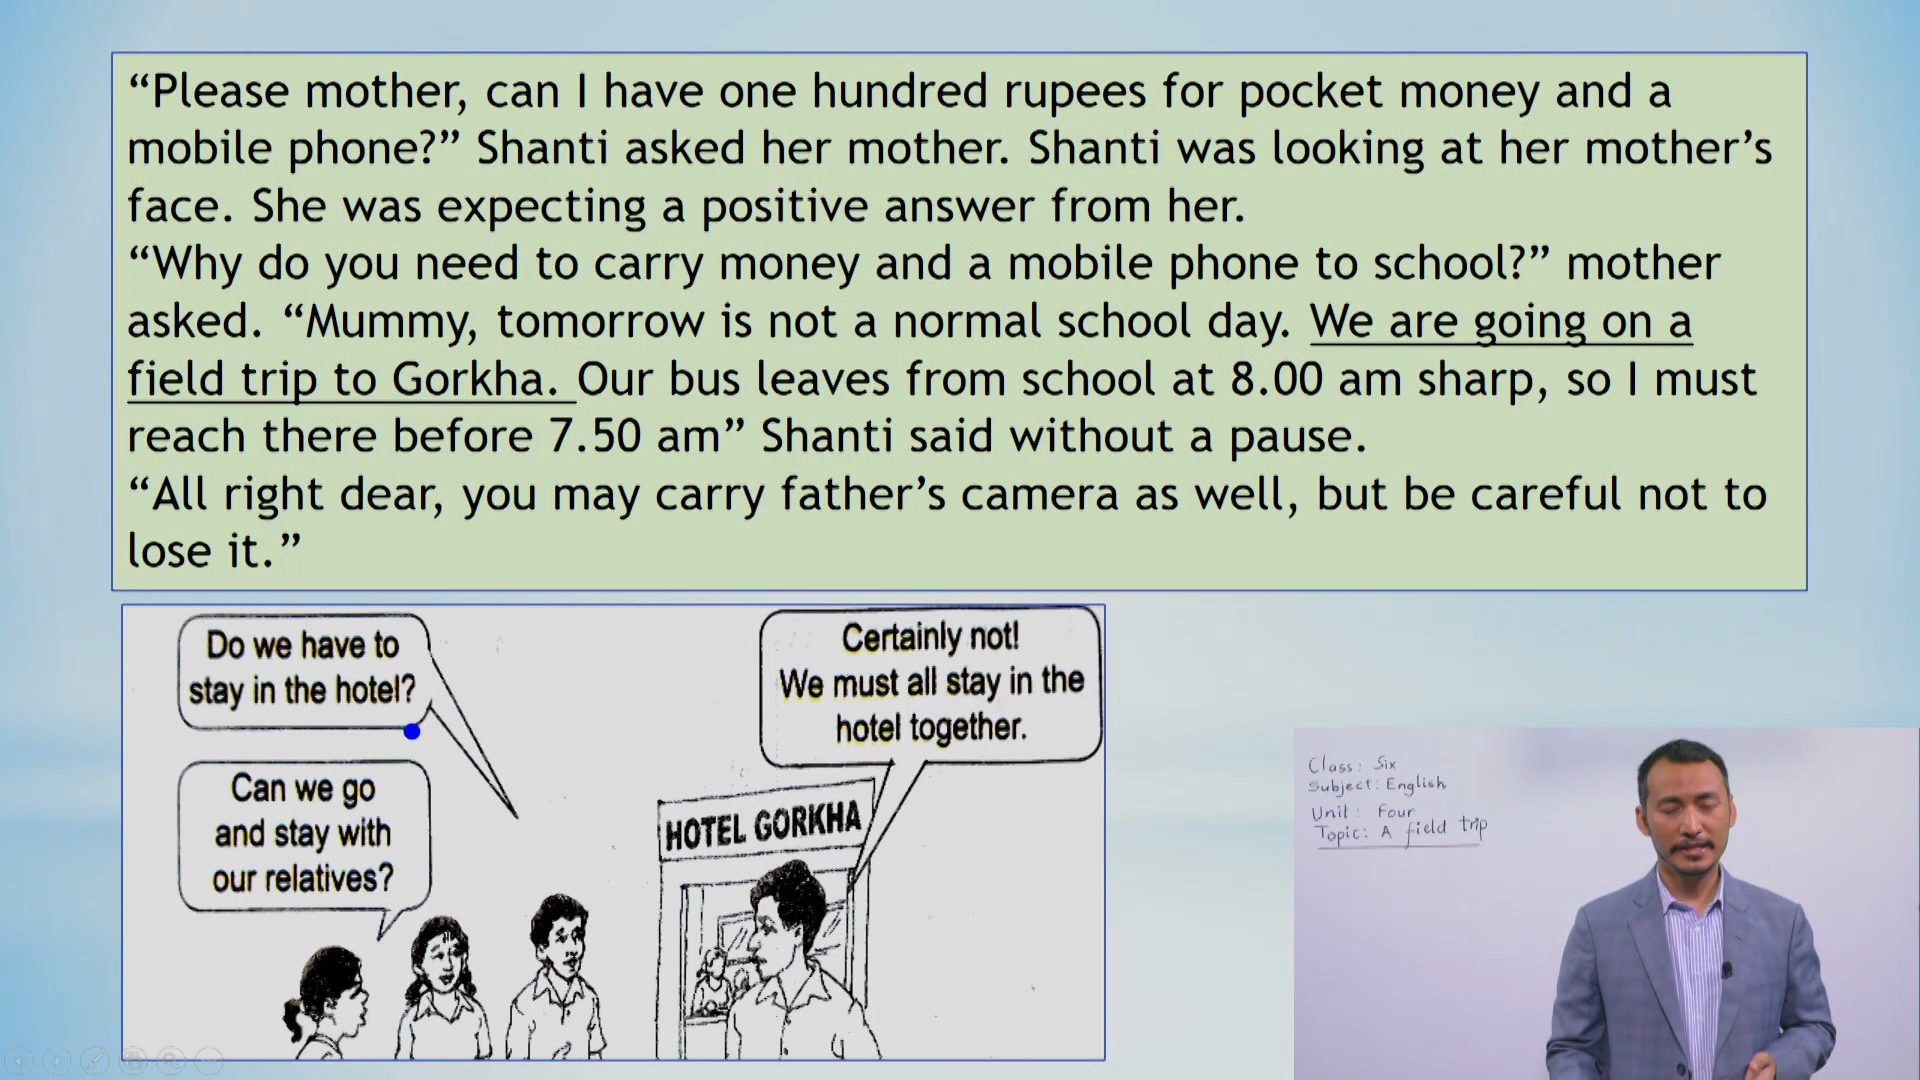 “Please mother, can I have one hundred rupees for pocket money and a
mobile phone?” Shanti asked her mother. Shanti was looking at her mother’s
face. She was expecting a positive answer from her.
“Why do you need to carry money and a mobile phone to school?” mother
asked. “Mummy, tomorrow is not a normal school day. We are going on a
field trip to Gorkha. Our bus leaves from school at 8.00 am sharp, so I must
reach there before 7.50 am” Shanti said without a pause.
“All right dear, you may carry father’s camera as well, but be careful not to
lose it.”
Do we have to
stay in the hotel?
Certainly not!
We must all stay in the
hotel together.
Can we go
and stay with
our relatives?
HOTEL GORKHA
Class: Six
Subject: English
Unit: Four
Topic: A field trip